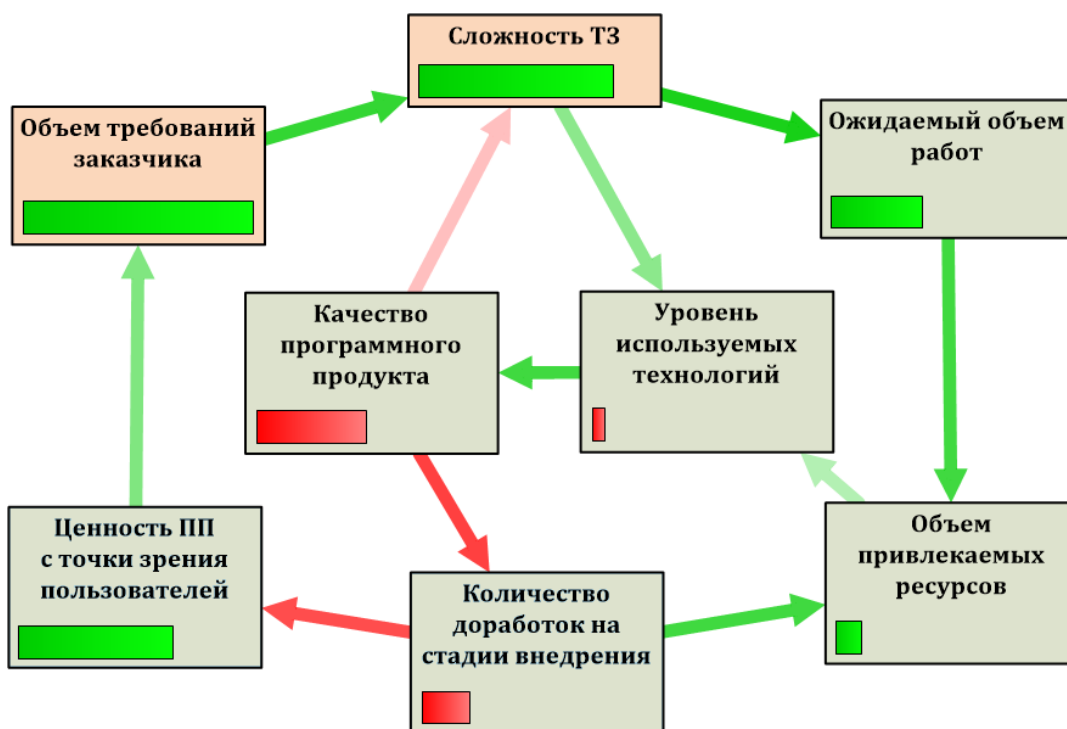 Сложность ТЗ
Объем требований
заказчика
Ожидаемый объем
работ
Качество
программного
продукта
Уровень
используемых
технологий
Ценность ПП
с точки зрения
пользователей
Количество
доработок на
стадии внедрения
Объем
привлекаемых
ресурсов